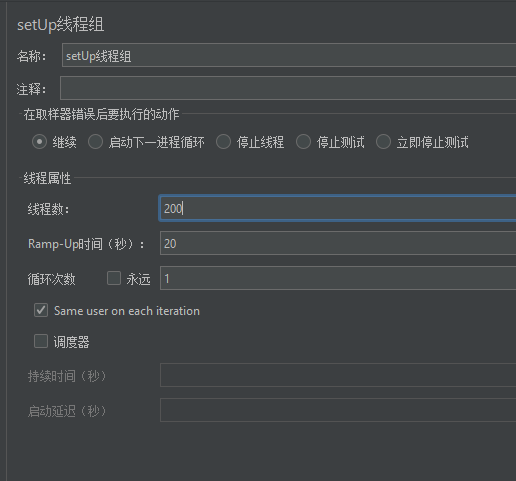 setUp线程组
名称： setUp线程组
注释：
在取样器错误后要执行的动作
继续 启动下一进程循环 停止线程 停止测试 立即停止测试
线程属性
线程数： 200
Ramp-Up时间（秒）： 20
循环次数 永远 1
Same user on each iteration
调度器
持续时间（秒）
启动延迟（秒）